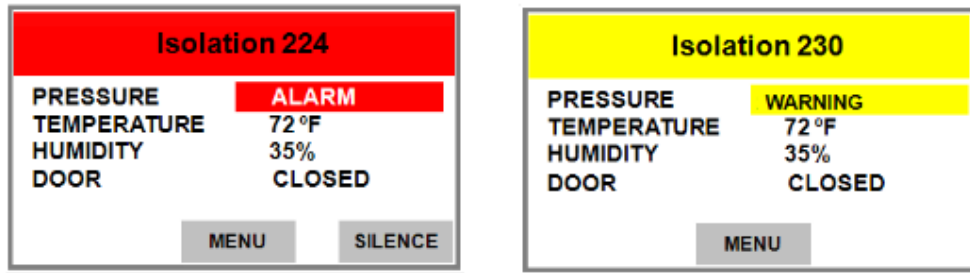 Isolation 224
PRESSURE ALARM
TEMPERATURE 72 ºF
HUMIDITY 35%
DOOR CLOSED
MENU SILENCE
Isolation 230
PRESSURE WARNING
TEMPERATURE 72 ºF
HUMIDITY 35%
DOOR CLOSED
MENU